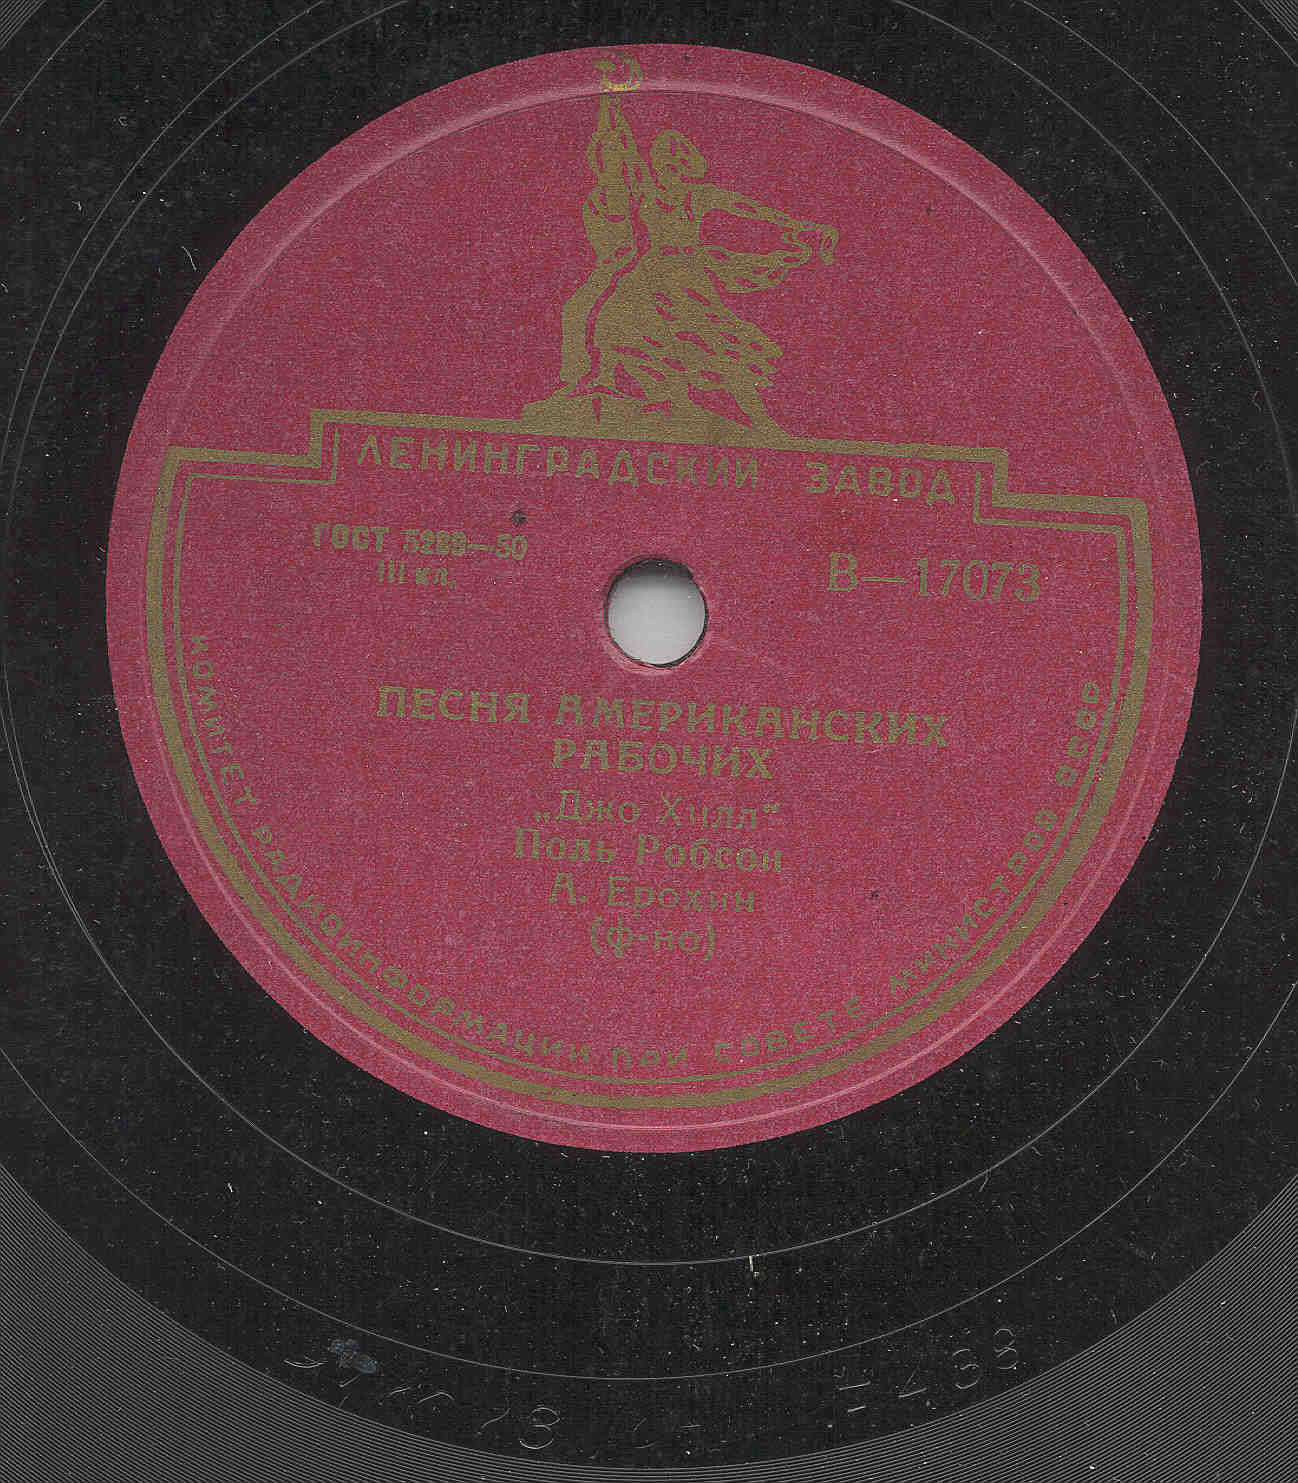 ЛЕНИНГРАДСКИЙ ЗАВОД
ГОСТ 5289—50
III кл.
В—17073
ПЕСНЯ АМЕРИКАНСКИХ
РАБОЧИХ
„Джо Хилл“
Поль Робсон
А. Ерохин
(ф-но)
КОМИТЕТ РАДИОИНФОРМАЦИИ ПРИ СОВЕТЕ МИНИСТРОВ СССР